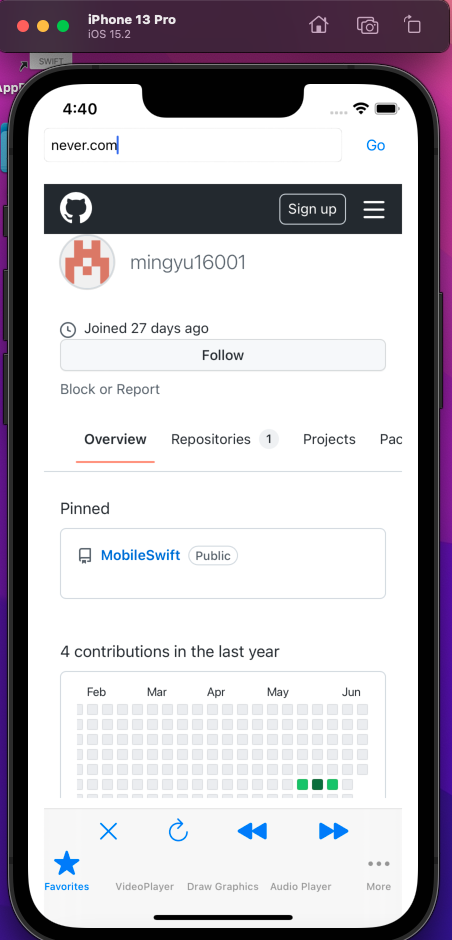 iPhone 13 Pro
iOS 15.2
SWIFT
4:40
never.com
Go
Sign up
mingyu16001
Joined 27 days ago
Follow
Block or Report
Overview Repositories 1 Projects Pac
Pinned
MobileSwift Public
4 contributions in the last year
Feb Mar Apr May Jun
Favorites VideoPlayer Draw Graphics Audio Player More